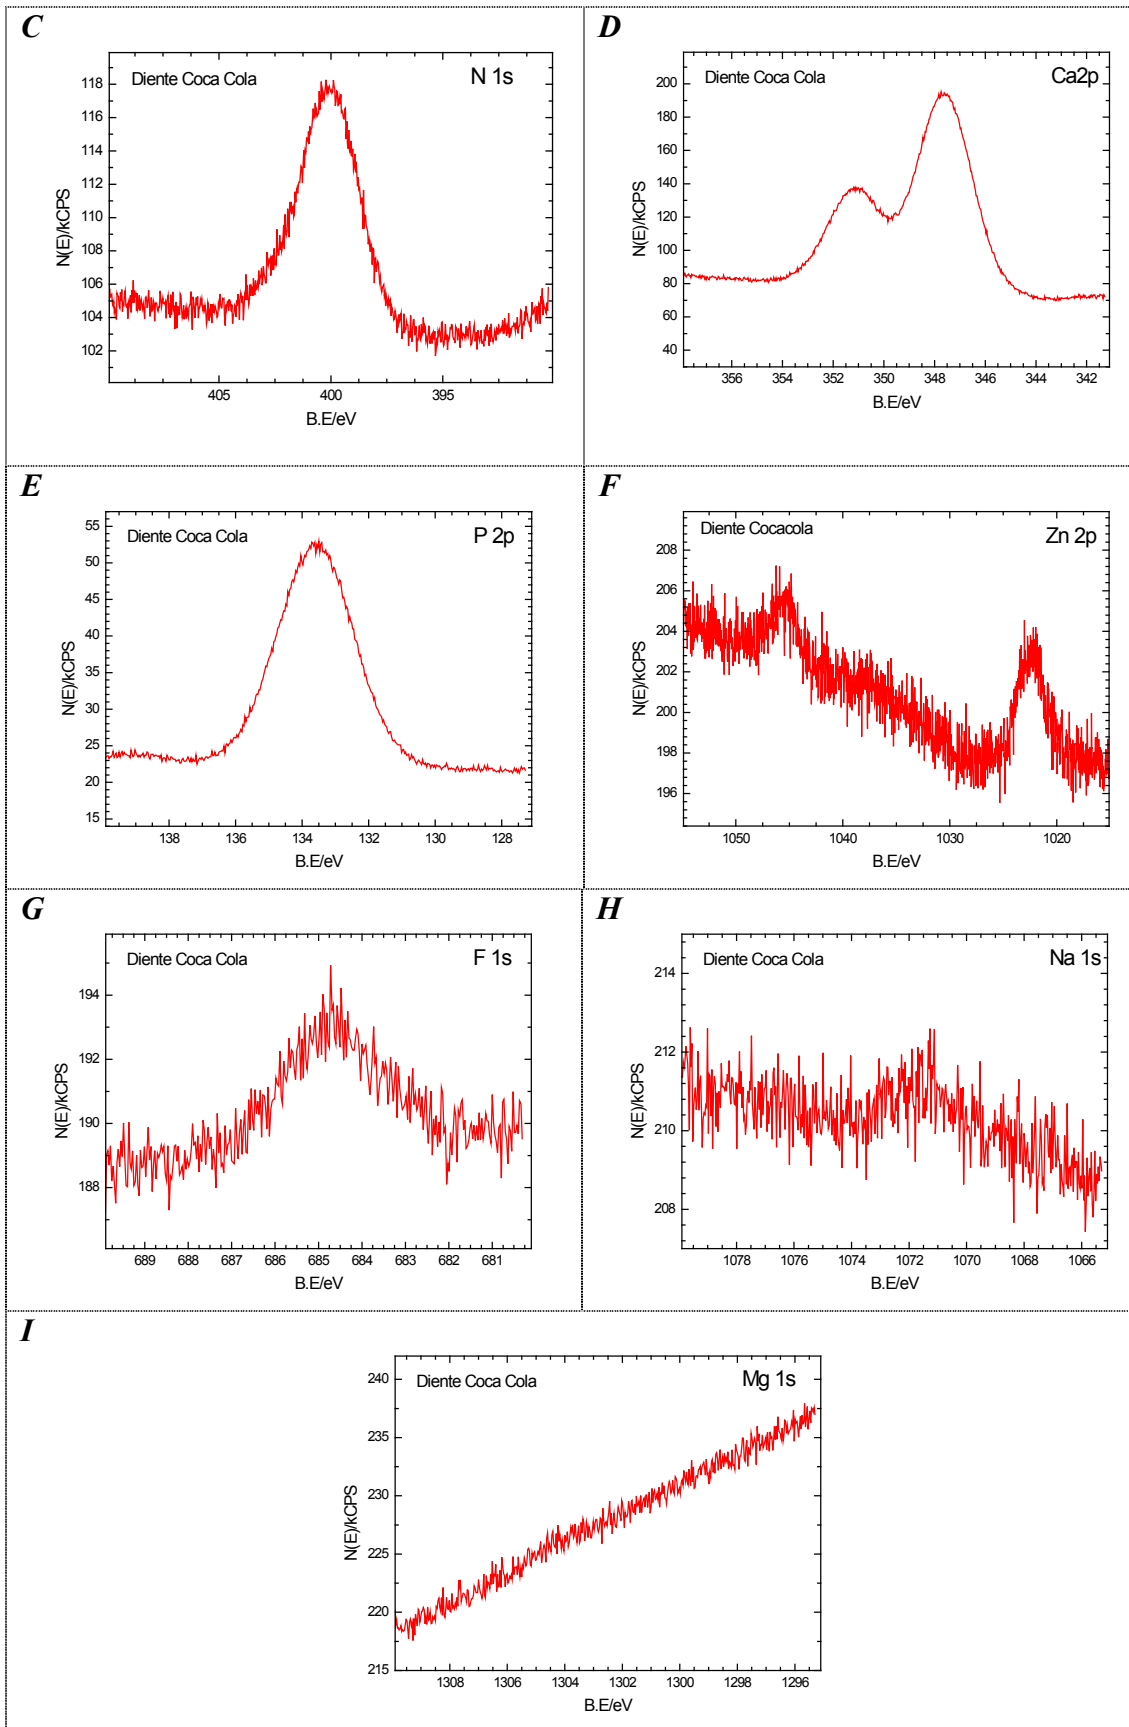 C
Diente Coca Cola
N 1s
118
116
114
112
110
108
106
104
102
N(E)/kCPS
405
400
395
B.E/eV
D
Diente Coca Cola
Ca2p
200
180
160
140
120
100
80
60
40
N(E)/kCPS
356
354
352
350
348
346
344
342
B.E/eV
E
Diente Coca Cola
P 2p
55
50
45
40
35
30
25
20
15
N(E)/kCPS
138
136
134
132
130
128
B.E/eV
F
Diente Cocacola
Zn 2p
208
206
204
202
200
198
196
N(E)/kCPS
1050
1040
1030
1020
B.E/eV
G
Diente Coca Cola
F 1s
194
192
190
188
N(E)/kCPS
689
688
687
686
685
684
683
682
681
B.E/eV
H
Diente Coca Cola
Na 1s
214
212
210
208
N(E)/kCPS
1078
1076
1074
1072
1070
1068
1066
B.E/eV
I
Diente Coca Cola
Mg 1s
240
235
230
225
220
215
N(E)/kCPS
1308
1306
1304
1302
1300
1298
1296
B.E/eV